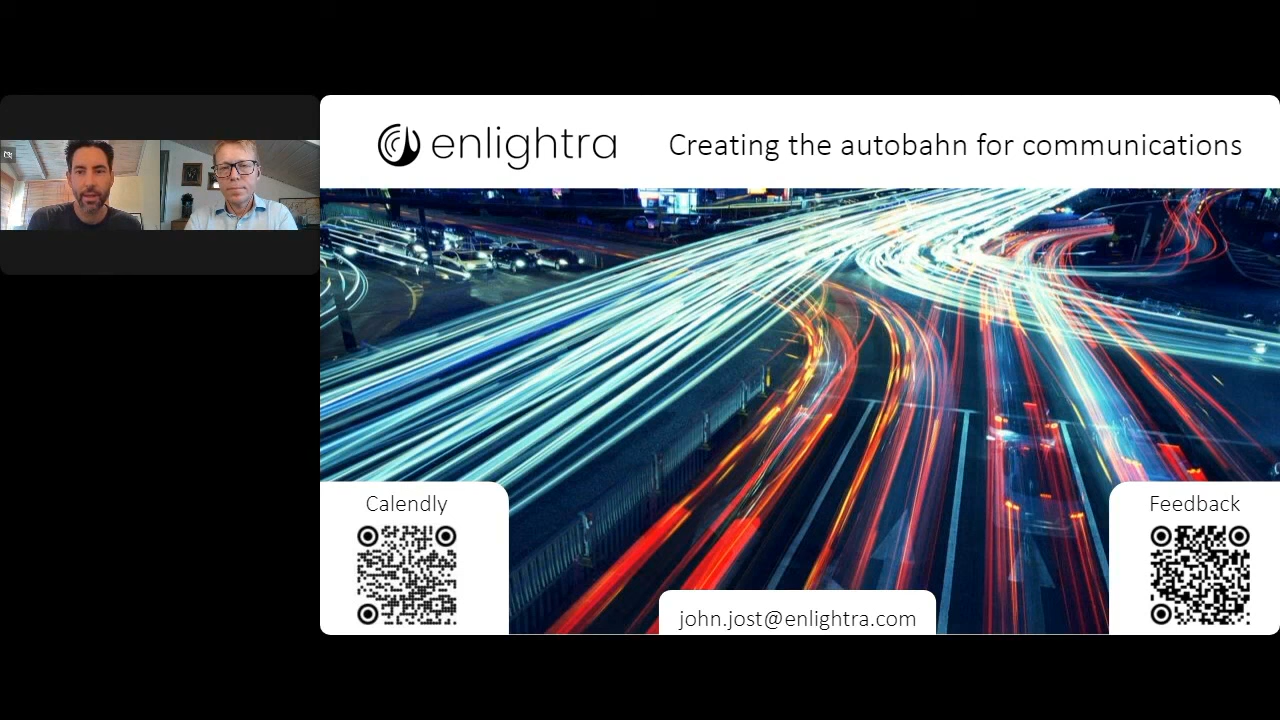 enlightra
Creating the autobahn for communications
Calendly
Feedback
john.jost@enlightra.com